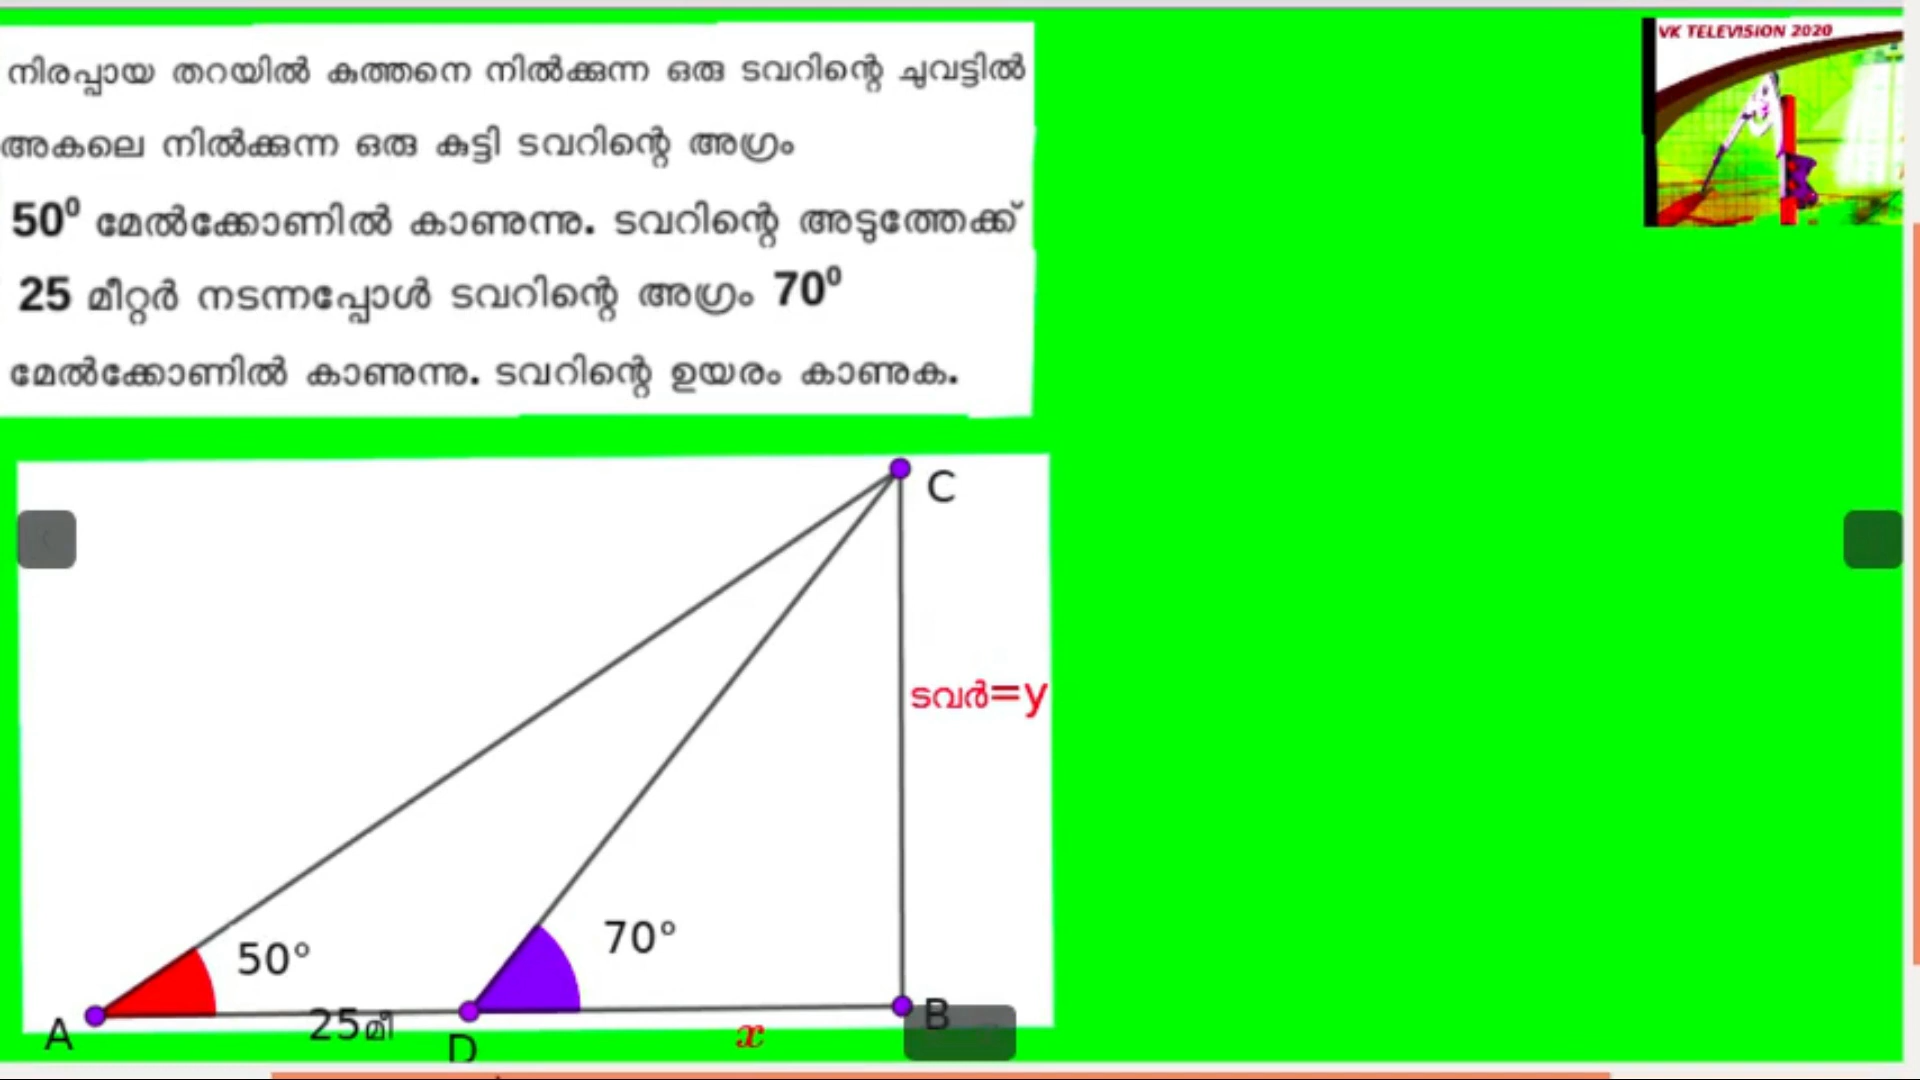 VK TELEVISION 2020
നിരപ്പായ തറയിൽ കുത്തനെ നിൽക്കുന്ന ഒരു ടവറിന്റെ ചുവട്ടിൽ
അകലെ നിൽക്കുന്ന ഒരു കുട്ടി ടവറിന്റെ അഗ്രം
50⁰ മേൽക്കോണിൽ കാണുന്നു. ടവറിന്റെ അടുത്തേക്ക്
25 മീറ്റർ നടന്നപ്പോൾ ടവറിന്റെ അഗ്രം 70⁰
മേൽക്കോണിൽ കാണുന്നു. ടവറിന്റെ ഉയരം കാണുക.
C
ടവർ=y
50°
70°
A
25മീ
D
x
B